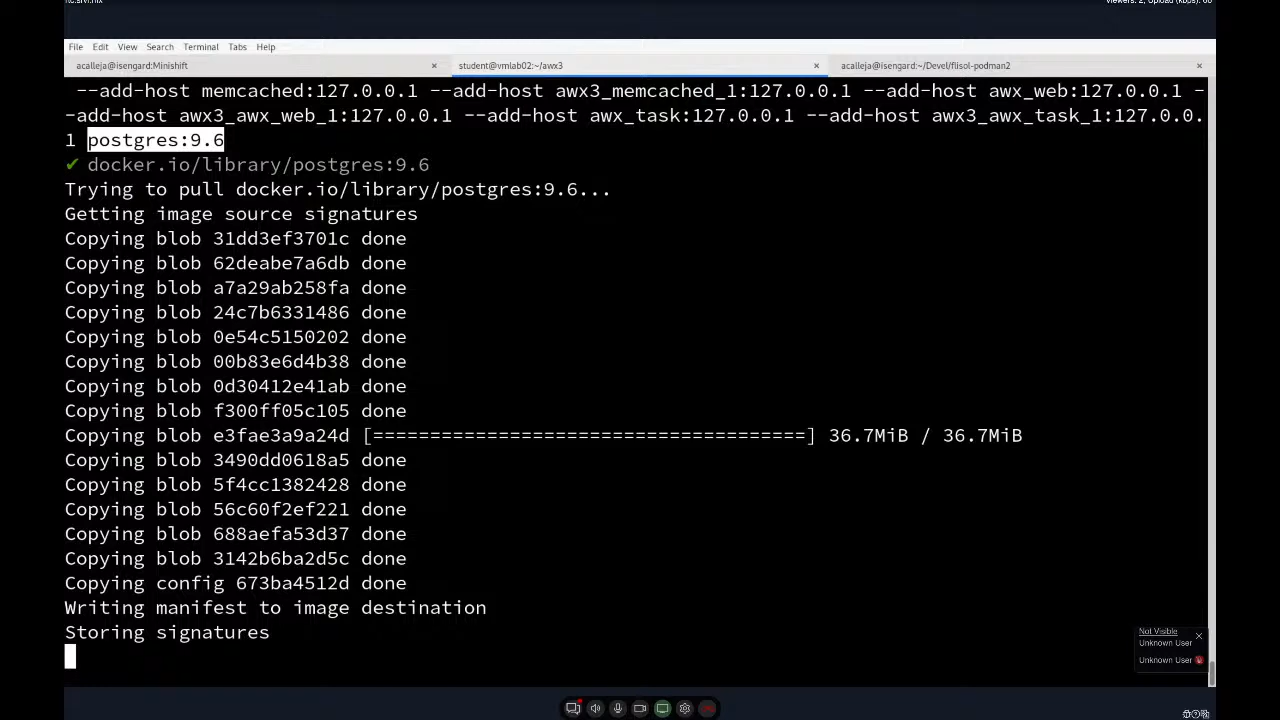 Viewers: 2, Upload (kbps): 60
File Edit View Search Terminal Tabs Help
acalleja@isengard:Minishift × student@vmlab02:~/awx3 × acalleja@isengard:~/Devel/flisol-podman2 ×
--add-host memcached:127.0.0.1 --add-host awx3_memcached_1:127.0.0.1 --add-host awx_web:127.0.0.1 -
-add-host awx3_awx_web_1:127.0.0.1 --add-host awx_task:127.0.0.1 --add-host awx3_awx_task_1:127.0.0.
1 postgres:9.6
✔ docker.io/library/postgres:9.6
Trying to pull docker.io/library/postgres:9.6...
Getting image source signatures
Copying blob 31dd3ef3701c done
Copying blob 62deabe7a6db done
Copying blob a7a29ab258fa done
Copying blob 24c7b6331486 done
Copying blob 0e54c5150202 done
Copying blob 00b83e6d4b38 done
Copying blob 0d30412e41ab done
Copying blob f300ff05c105 done
Copying blob e3fae3a9a24d [======================================] 36.7MiB / 36.7MiB
Copying blob 3490dd0618a5 done
Copying blob 5f4cc1382428 done
Copying blob 56c60f2ef221 done
Copying blob 688aefa53d37 done
Copying blob 3142b6ba2d5c done
Copying config 673ba4512d done
Writing manifest to image destination
Storing signatures
Not Visible ×
Unknown User
Unknown User